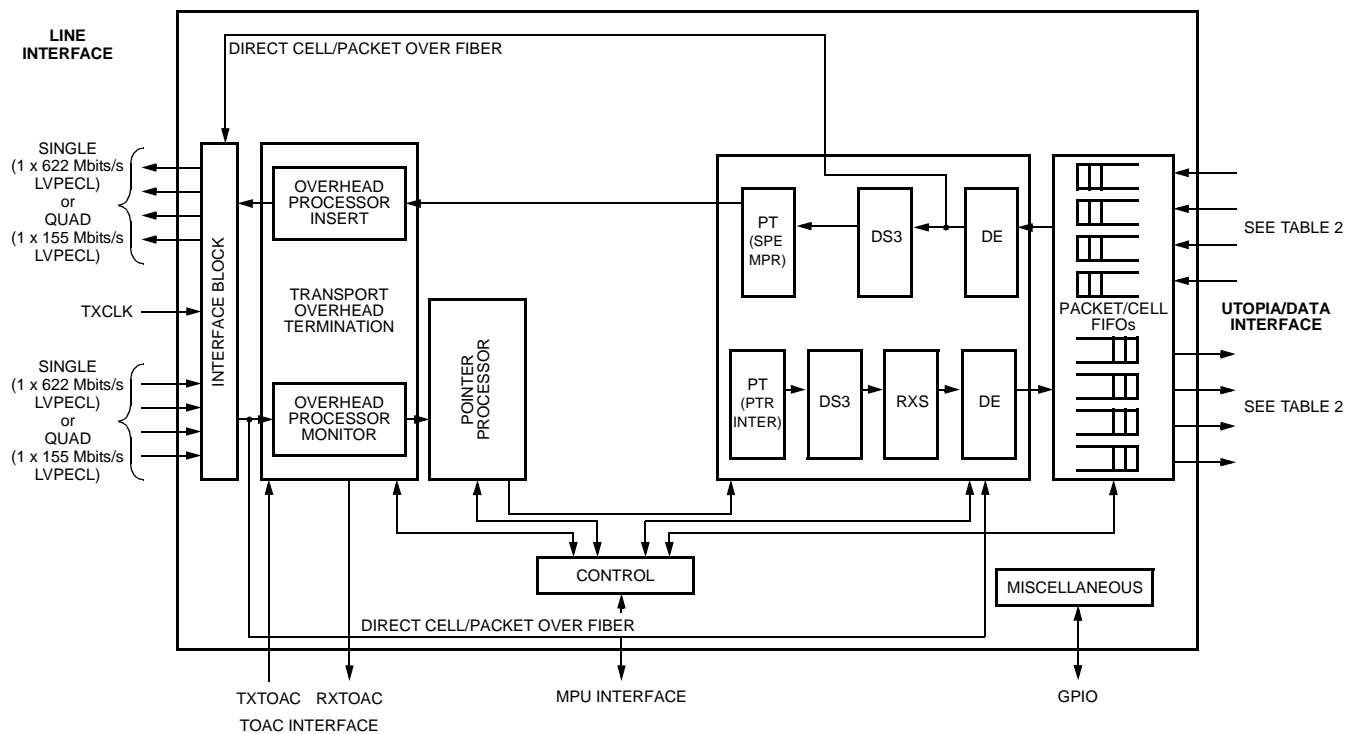 LINE
INTERFACE
DIRECT CELL/PACKET OVER FIBER
SINGLE
(1 x 622 Mbits/s
LVPECL)
or
QUAD
(1 x 155 Mbits/s
LVPECL)
TXCLK
SINGLE
(1 x 622 Mbits/s
LVPECL)
or
QUAD
(1 x 155 Mbits/s
LVPECL)
INTERFACE BLOCK
OVERHEAD
PROCESSOR
INSERT
TRANSPORT
OVERHEAD
TERMINATION
OVERHEAD
PROCESSOR
MONITOR
POINTER
PROCESSOR
PT
(SPE
MPR)
DS3
DE
PT
(PTR
INTER)
DS3
RXS
DE
PACKET/CELL
FIFOs
SEE TABLE 2
UTOPIA/DATA
INTERFACE
SEE TABLE 2
CONTROL
MISCELLANEOUS
DIRECT CELL/PACKET OVER FIBER
TXTOAC RXTOAC
TOAC INTERFACE
MPU INTERFACE
GPIO